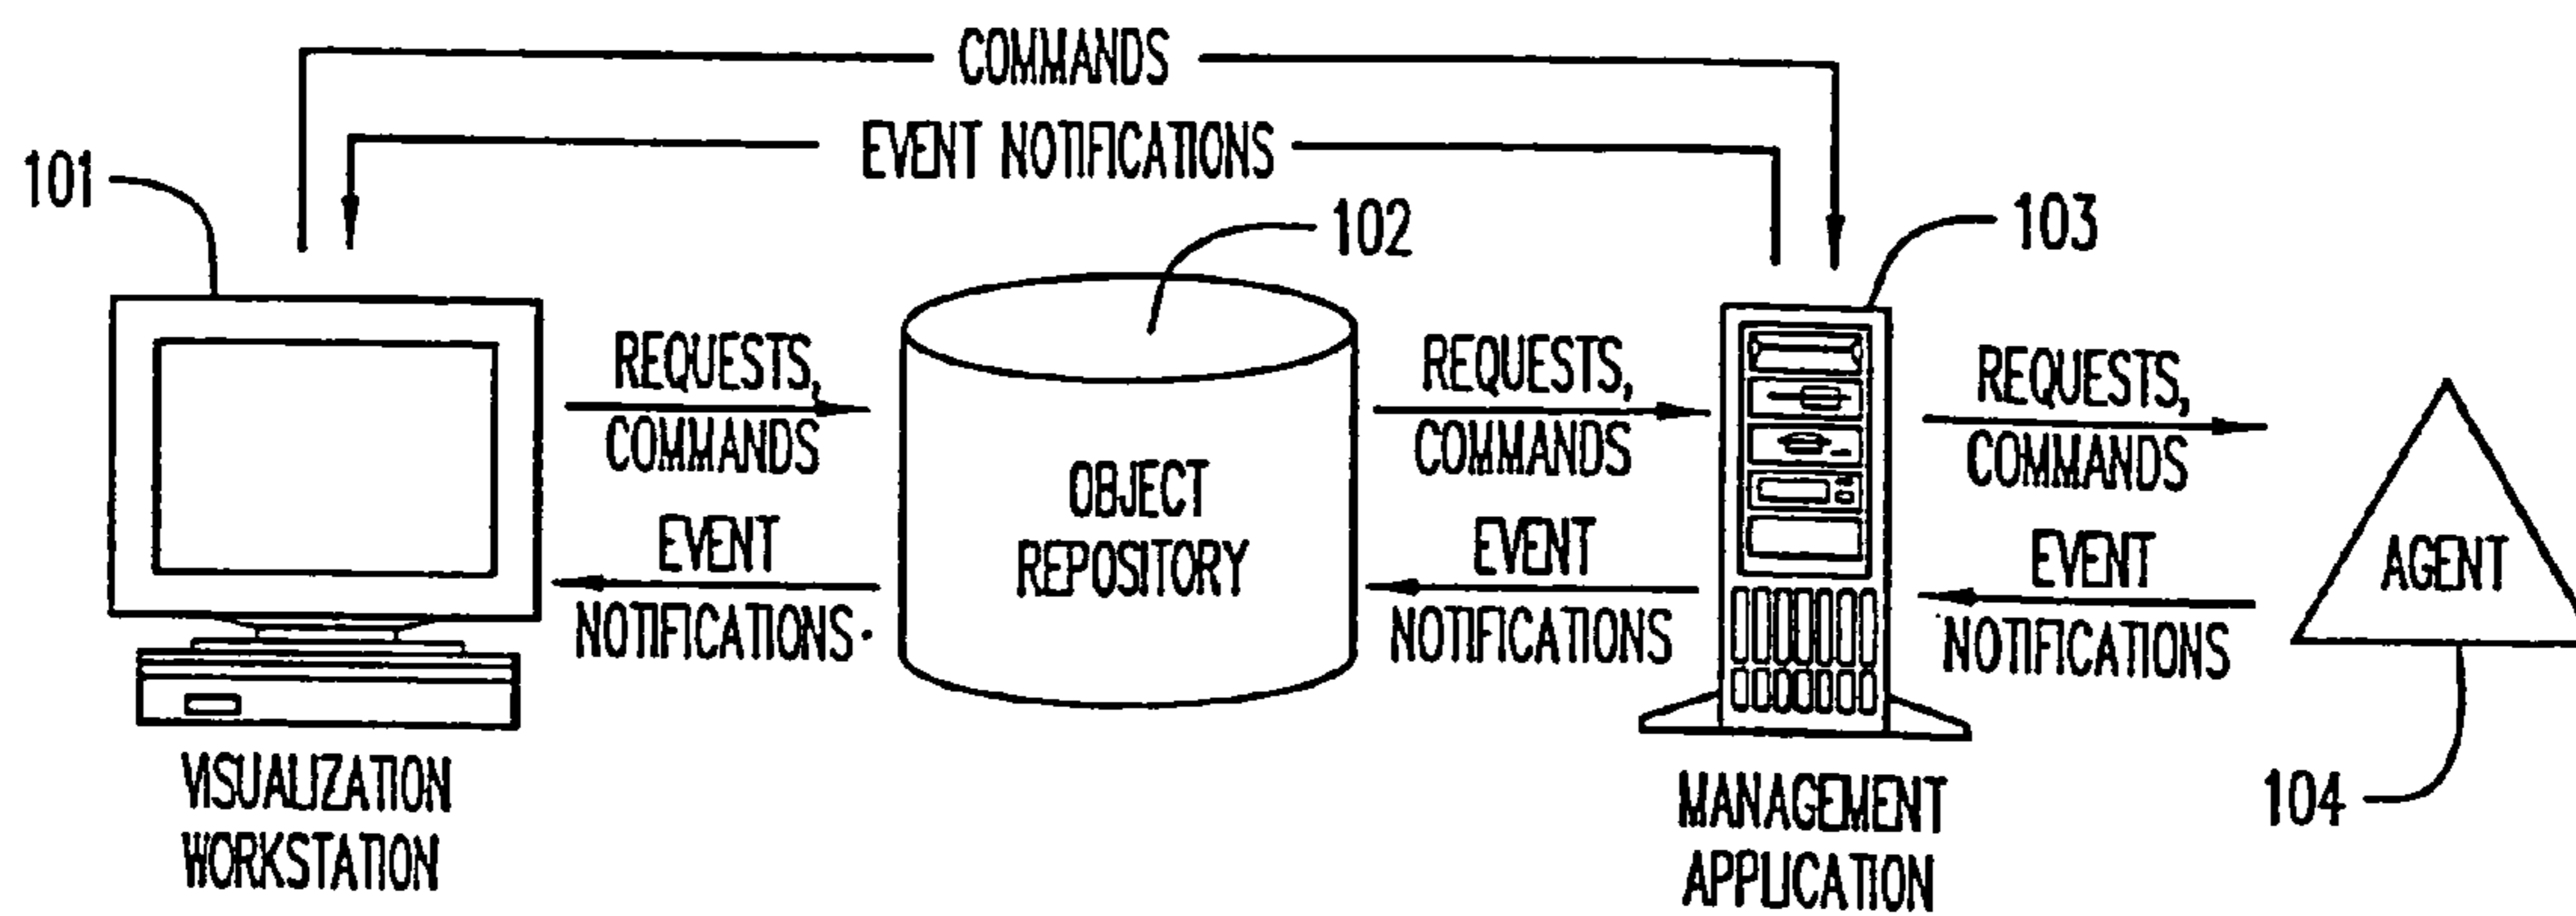 COMMANDS
EVENT NOTIFICATIONS
101
102
103
REQUESTS,
COMMANDS
EVENT
NOTIFICATIONS
OBJECT
REPOSITORY
REQUESTS,
COMMANDS
EVENT
NOTIFICATIONS
REQUESTS,
COMMANDS
EVENT
NOTIFICATIONS
AGENT
104
VISUALIZATION
WORKSTATION
MANAGEMENT
APPLICATION